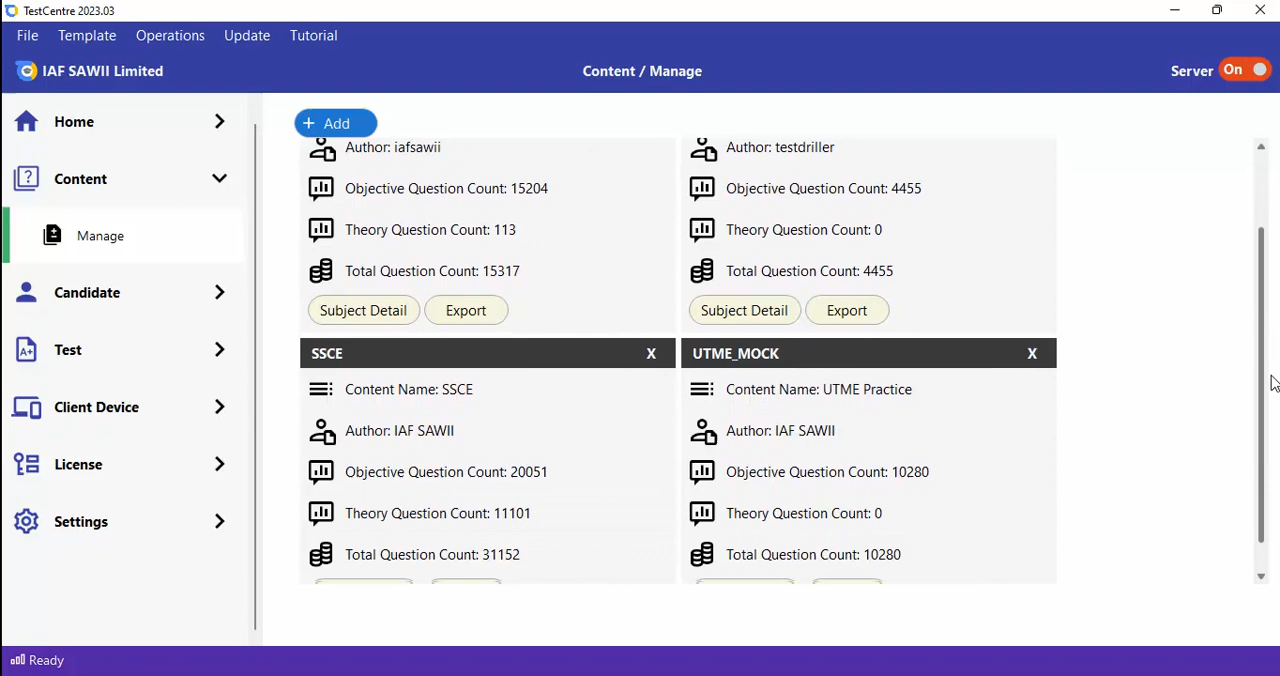 TestCentre 2023.03
File Template Operations Update Tutorial
IAF SAWII Limited
Content / Manage
Server On
Home
Content
Manage
Candidate
Test
Client Device
License
Settings
+ Add
Author: iafsawii
Objective Question Count: 15204
Theory Question Count: 113
Total Question Count: 15317
Subject Detail Export
Author: testdriller
Objective Question Count: 4455
Theory Question Count: 0
Total Question Count: 4455
Subject Detail Export
SSCE X
Content Name: SSCE
Author: IAF SAWII
Objective Question Count: 20051
Theory Question Count: 11101
Total Question Count: 31152
UTME_MOCK X
Content Name: UTME Practice
Author: IAF SAWII
Objective Question Count: 10280
Theory Question Count: 0
Total Question Count: 10280
Ready